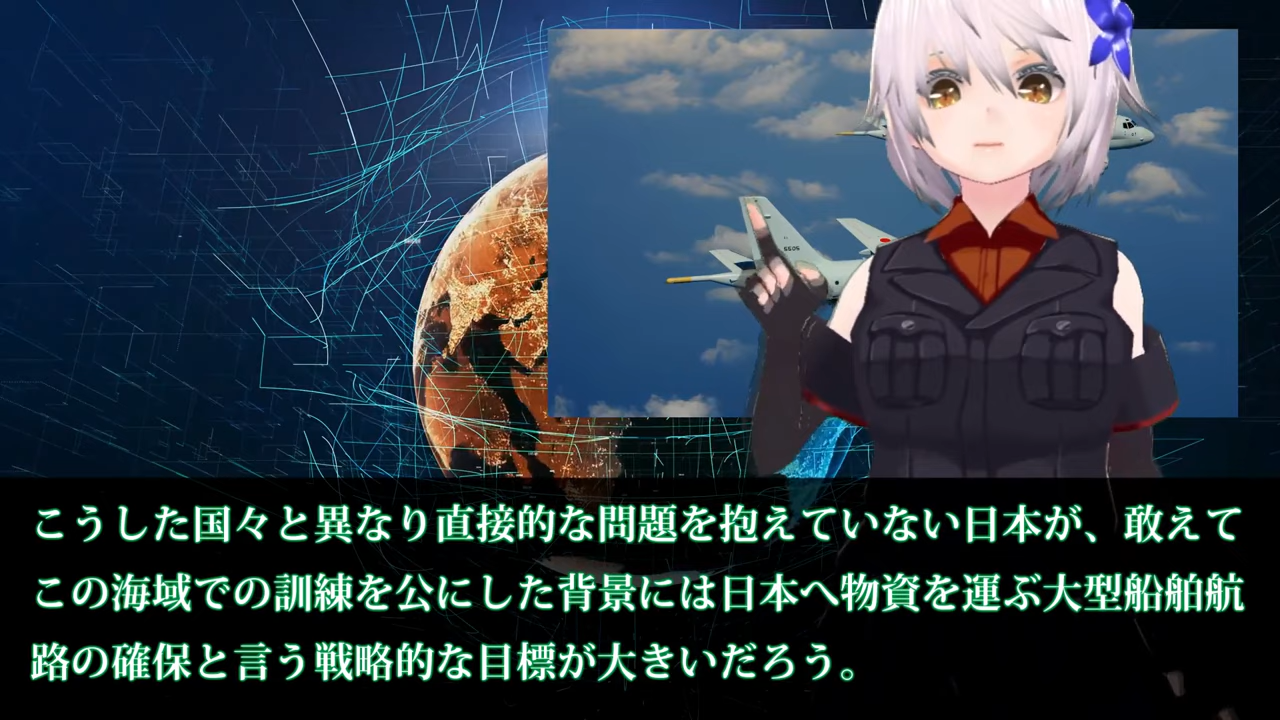 5505
こうした国々と異なり直接的な問題を抱えていない日本が、敢えて
この海域での訓練を公にした背景には日本へ物資を運ぶ大型船舶航
路の確保と言う戦略的な目標が大きいだろう。